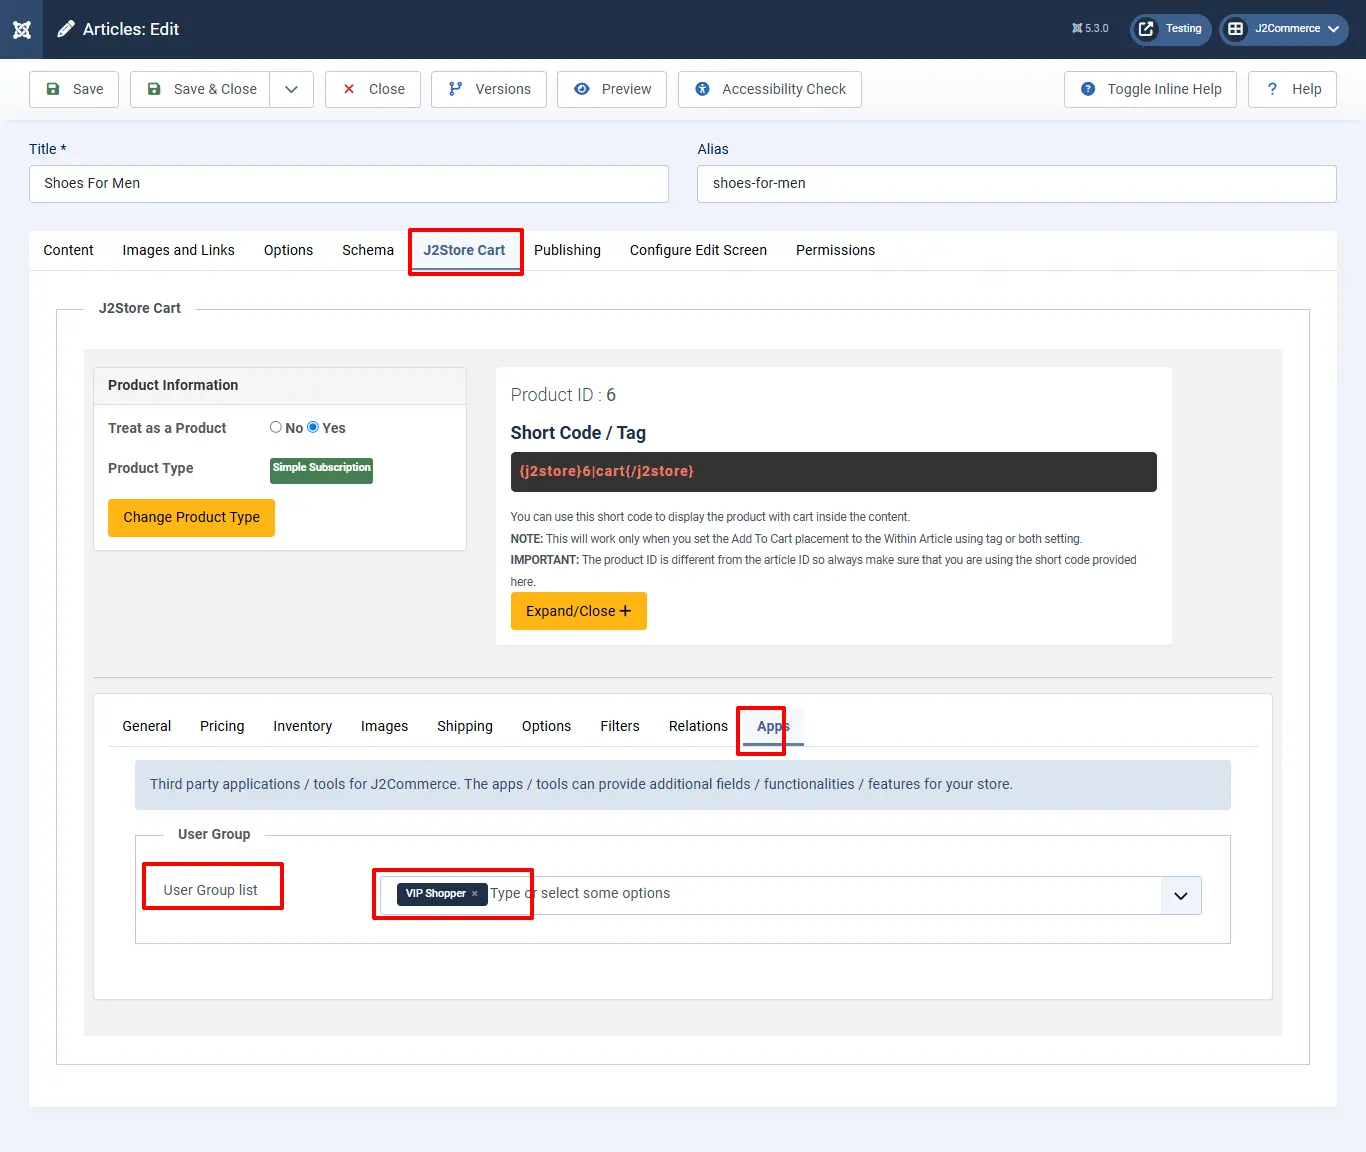 Articles: Edit
5.3.0
Testing
J2Commerce
Save
Save & Close
Close
Versions
Preview
Accessibility Check
Toggle Inline Help
? Help
Title *
Alias
Shoes For Men
shoes-for-men
Content
Images and Links
Options
Schema
J2Store Cart
Publishing
Configure Edit Screen
Permissions
J2Store Cart
Product Information
Treat as a Product
No
Yes
Product Type
Simple Subscription
Change Product Type
Product ID : 6
Short Code / Tag
{j2store}6|cart{/j2store}
You can use this short code to display the product with cart inside the content.
NOTE: This will work only when you set the Add To Cart placement to the Within Article using tag or both setting.
IMPORTANT: The product ID is different from the article ID so always make sure that you are using the short code provided
here.
Expand/Close +
General
Pricing
Inventory
Images
Shipping
Options
Filters
Relations
Apps
Third party applications / tools for J2Commerce. The apps / tools can provide additional fields / functionalities / features for your store.
User Group
User Group list
VIP Shopper ×
Type or select some options